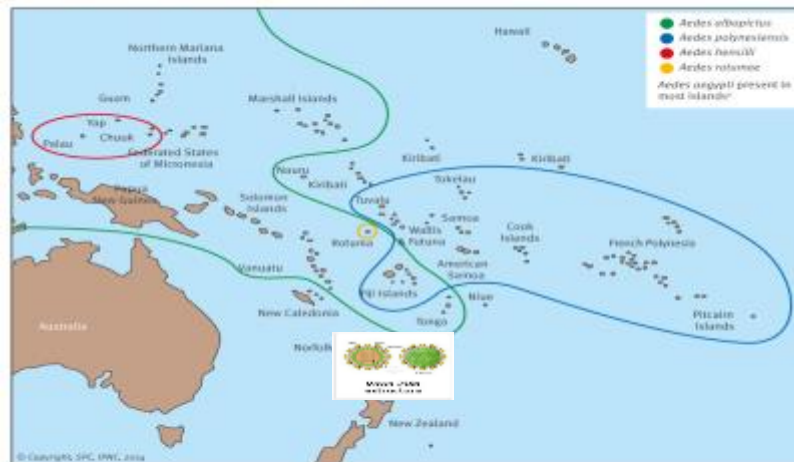 Aedes albopictus
Aedes polynesiensis
Aedes hensilli
Aedes rotumae
Aedes aegypti present in
most islands
Hawaii
Northern Mariana
Islands
Guam
Marshall Islands
Yap
Palau
Chuuk
Federated States
of Micronesia
Kiribati
Kiribati
Nauru
Kiribati
Tokelau
Papua
New Guinea
Solomon
Islands
Tuvalu
Rotuma
Wallis
& Futuna
Samoa
Cook
Islands
French Polynesia
American
Samoa
Vanuatu
Fiji Islands
Niue
Pitcairn
Islands
New Caledonia
Tonga
Australia
Norfolk
New Zealand
© Copyright, SPC, 2014